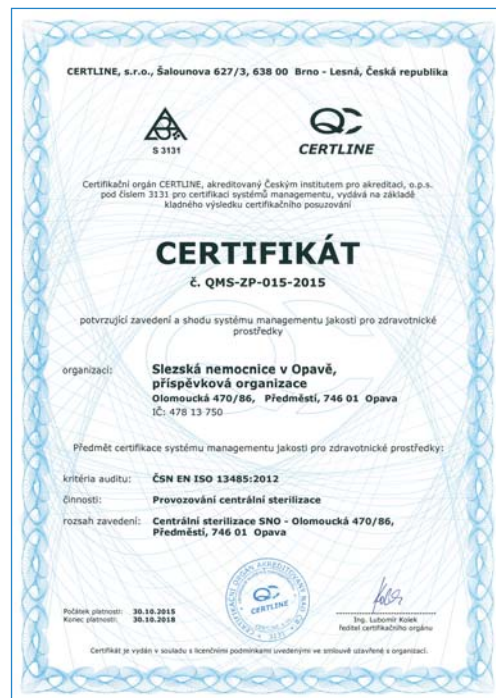 CERTLINE, s.r.o., Šalounova 627/3, 638 00 Brno - Lesná, Česká republika
S 3131
QC
CERTLINE
Certifikační orgán CERTLINE, akreditovaný Českým institutem pro akreditaci, o.p.s.
pod číslem 3131 pro certifikaci systémů managementu, vydává na základě
kladného výsledku certifikačního posuzování
CERTIFIKÁT
č. QMS-ZP-015-2015
potvrzující zavedení a shodu systému managementu jakosti pro zdravotnické
prostředky
organizací: Slezská nemocnice v Opavě,
příspěvková organizace
Olomoucká 470/86, Předměstí, 746 01 Opava
IČ: 478 13 750
Předmět certifikace systému managementu jakosti pro zdravotnické prostředky:
kritéria auditu: ČSN EN ISO 13485:2012
činnosti: Provozování centrální sterilizace
rozsah zavedení: Centrální sterilizace SNO - Olomoucká 470/86,
Předměstí, 746 01 Opava
CERTLINE
3131
Počátek platnosti: 30.10.2015
Konec platnosti: 30.10.2018
Ing. Lubomír Kolek
ředitel certifikačního orgánu
Certifikát je vydán v souladu s licenčními podmínkami uvedenými ve smlouvě uzavřené s organizací.